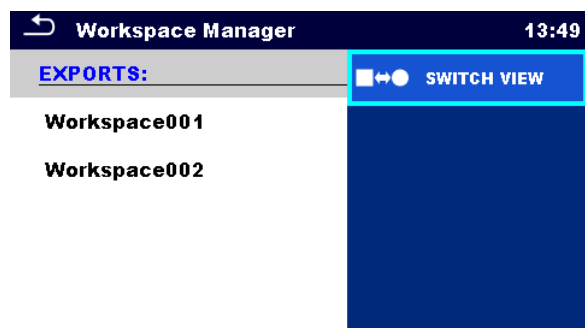 Workspace Manager 13:49
EXPORTS:
SWITCH VIEW
Workspace001
Workspace002